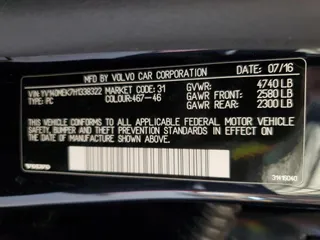 MFD BY VOLVO CAR CORPORATION DATE: 07/16
VIN: YV140MEK7H1338322 MARKET CODE: 31 GVWR: 4740 LB
TYPE: PC COLOUR: 467-46 GAWR FRONT: 2580 LB
GAWR REAR: 2300 LB
THIS VEHICLE CONFORMS TO ALL APPLICABLE FEDERAL MOTOR VEHICLE
SAFETY, BUMPER AND THEFT PREVENTION STANDARDS IN EFFECT
ON THE DATE OF MANUFACTURE SHOWN ABOVE
VOLVO